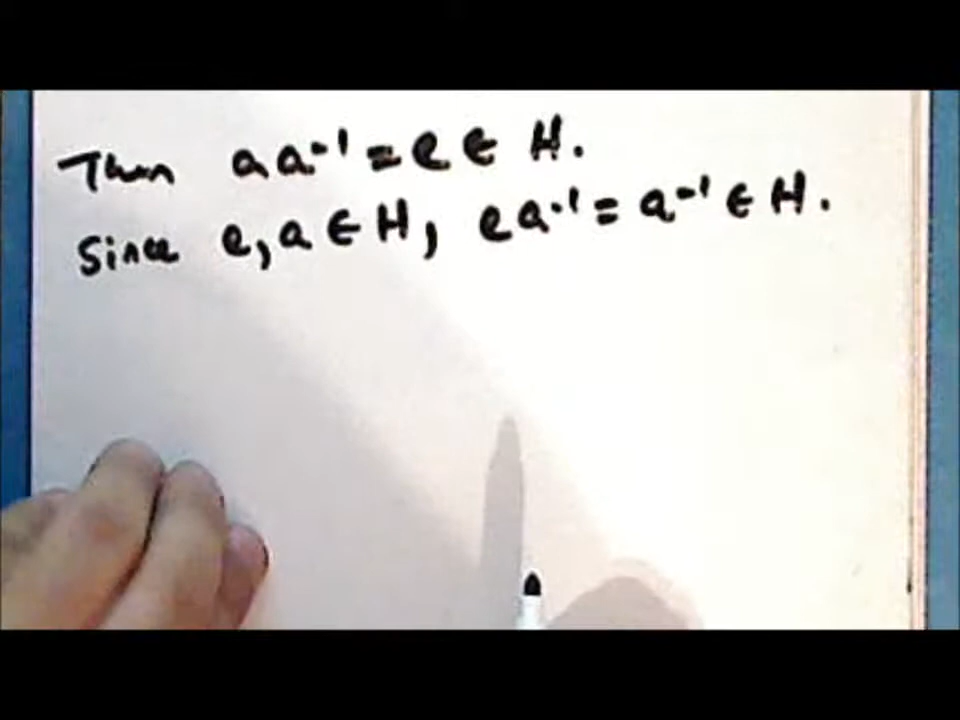 Then aa⁻¹ = e ∈ H.
Since e, a ∈ H, ea⁻¹ = a⁻¹ ∈ H.